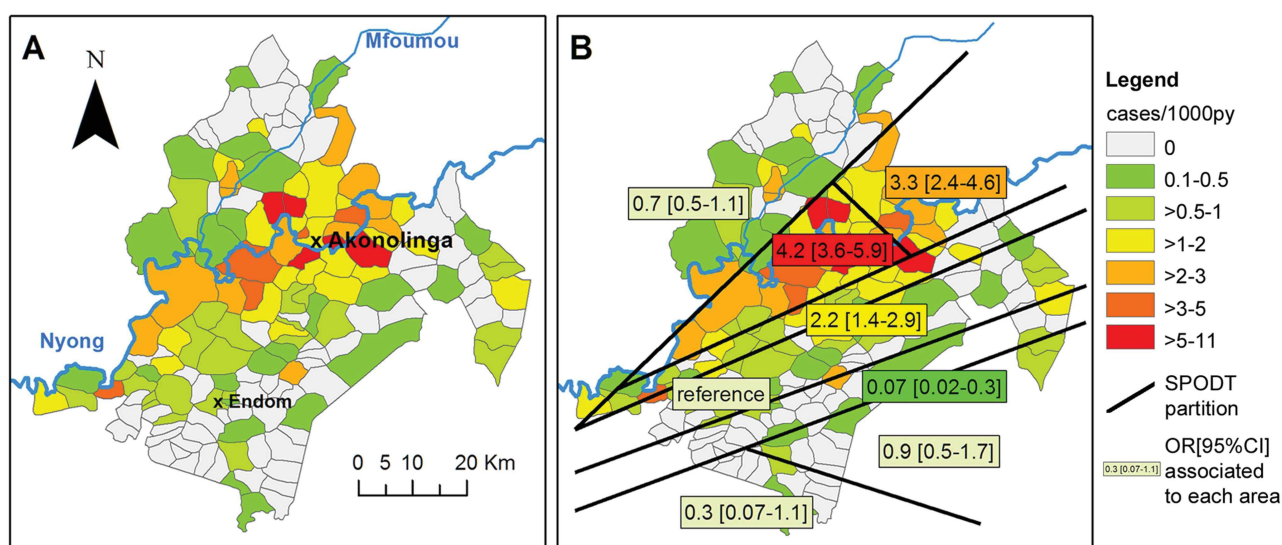 A
N
Mfoumou
x Akonolinga
Nyong
x Endom
0 5 10 20 Km
B
3.3 [2.4-4.6]
0.7 [0.5-1.1]
4.2 [3.6-5.9]
2.2 [1.4-2.9]
reference
0.07 [0.02-0.3]
0.9 [0.5-1.7]
0.3 [0.07-1.1]
Legend
cases/1000py
0
0.1-0.5
>0.5-1
>1-2
>2-3
>3-5
>5-11
SPODT
partition
OR[95%CI]
0.3 [0.07-1.1] associated
to each area